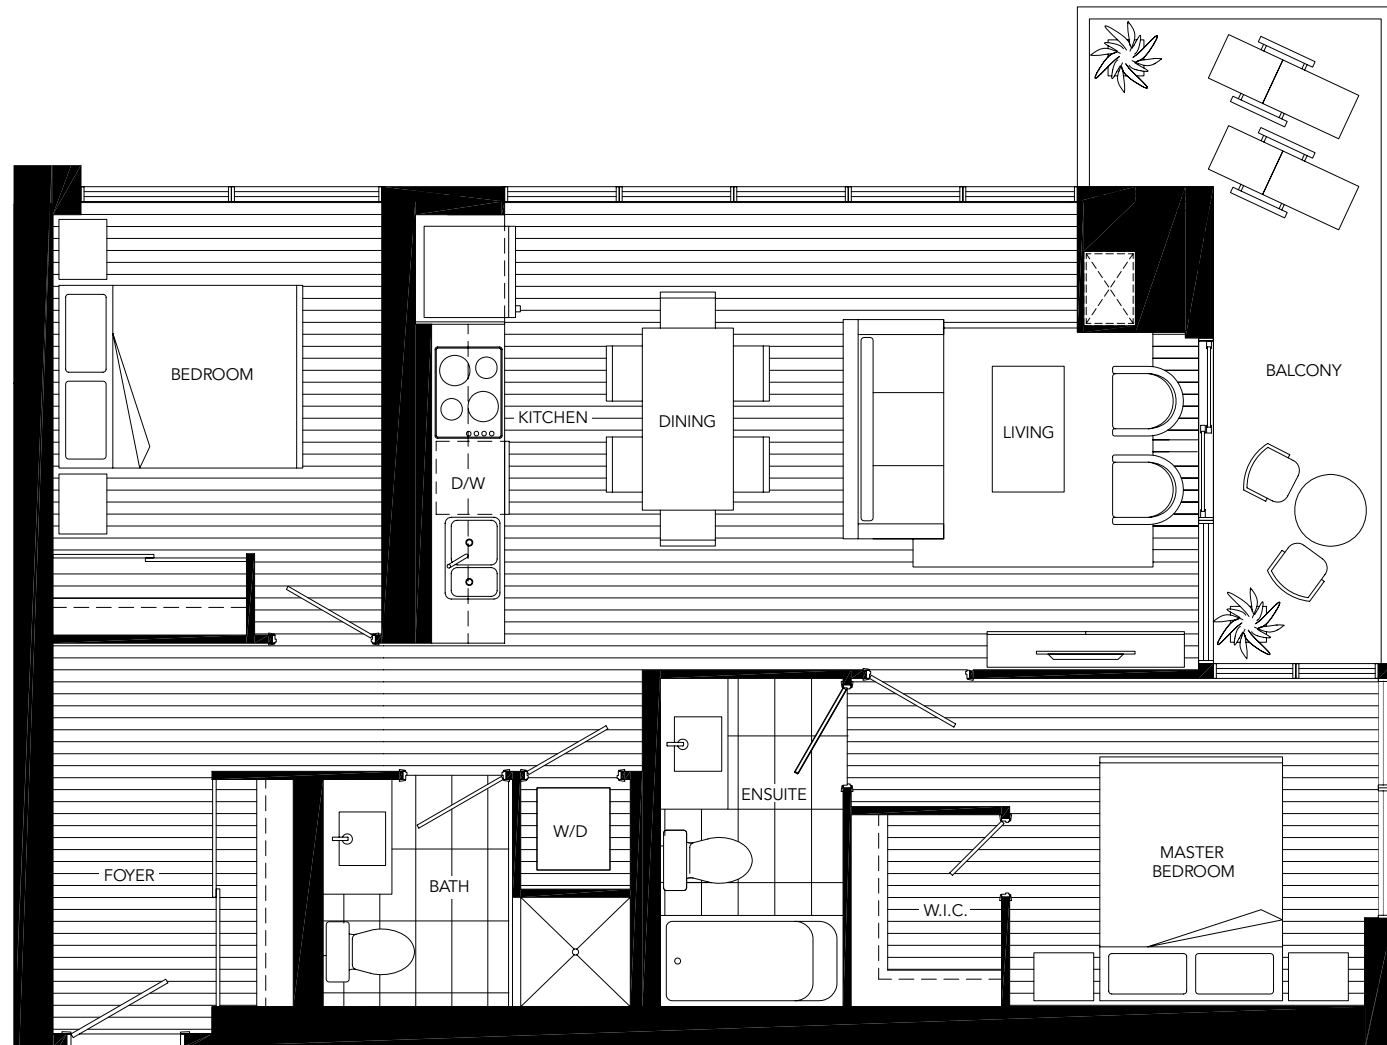 BEDROOM
BALCONY
KITCHEN
DINING
LIVING
D/W
ENSUITE
W/D
MASTER
BEDROOM
FOYER
BATH
W.I.C.